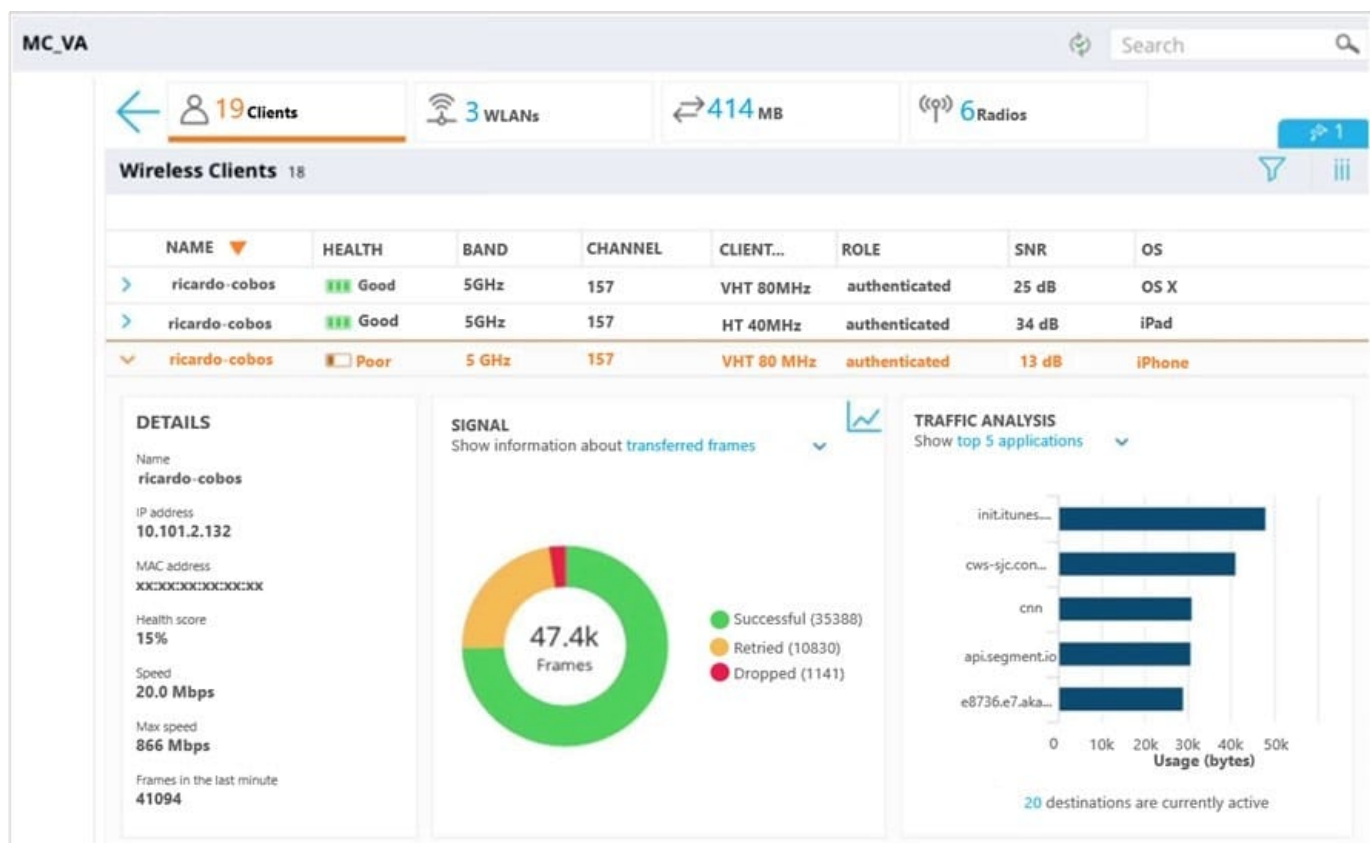 MC_VA
Search
19 Clients
3 WLANs
414 MB
6 Radios
1
Wireless Clients 18
NAME HEALTH BAND CHANNEL CLIENT... ROLE SNR OS
ricardo-cobos Good 5GHz 157 VHT 80MHz authenticated 25 dB OS X
ricardo-cobos Good 5GHz 157 HT 40MHz authenticated 34 dB iPad
ricardo-cobos Poor 5 GHz 157 VHT 80 MHz authenticated 13 dB iPhone
DETAILS
Name
ricardo-cobos
IP address
10.101.2.132
MAC address
xx:xx:xx:xx:xx:xx
Health score
15%
Speed
20.0 Mbps
Max speed
866 Mbps
Frames in the last minute
41094
SIGNAL
Show information about transferred frames
47.4k
Frames
Successful (35388)
Retried (10830)
Dropped (1141)
TRAFFIC ANALYSIS
Show top 5 applications
init.itunes....
cws-sjc.con...
cnn
api.segment.io
e8736.e7.aka...
0 10k 20k 30k 40k 50k
Usage (bytes)
20 destinations are currently active